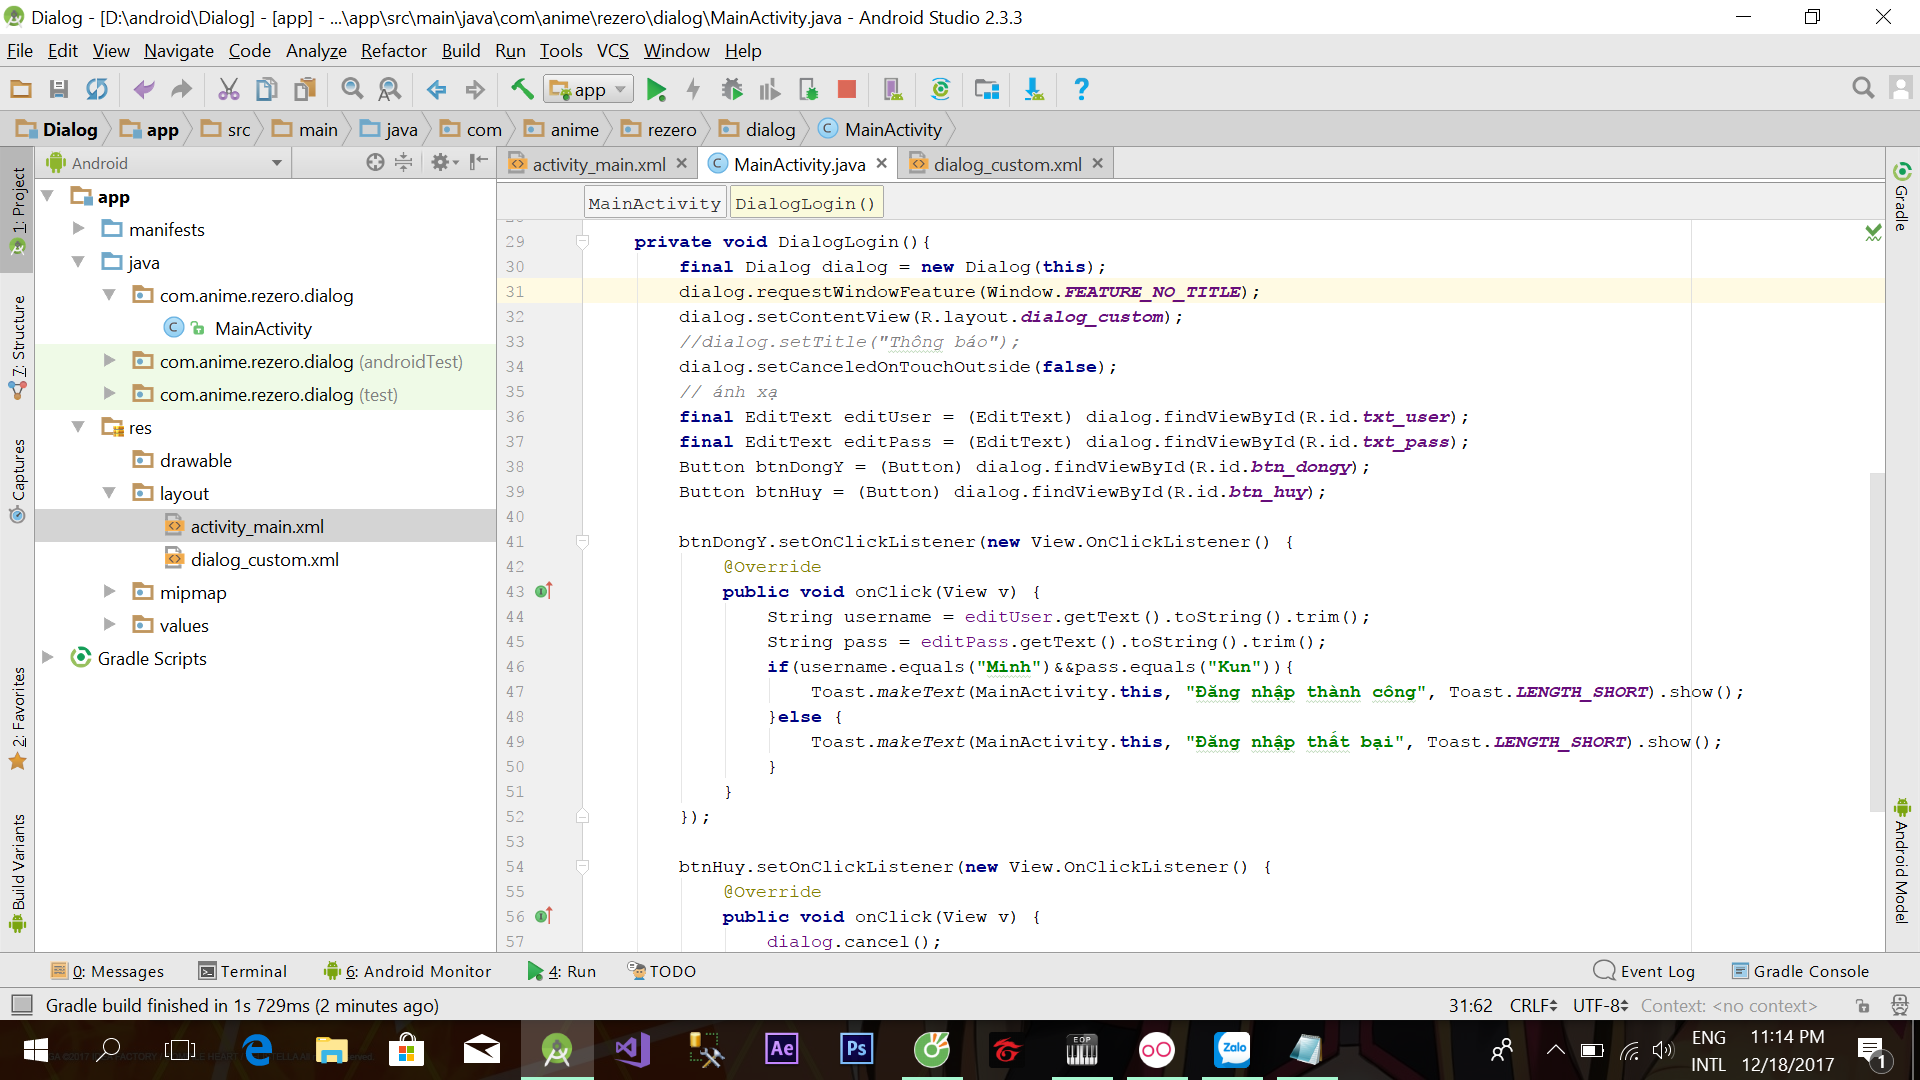 Dialog - [D:\android\Dialog] - [app] - ...\app\src\main\java\com\anime\rezero\dialog\MainActivity.java - Android Studio 2.3.3
File Edit View Navigate Code Analyze Refactor Build Run Tools VCS Window Help
app
Dialog app src main java com anime rezero dialog MainActivity
Android
activity_main.xml MainActivity.java dialog_custom.xml
MainActivity DialogLogin()
1: Project
7: Structure
Captures
2: Favorites
Build Variants
app
manifests
java
com.anime.rezero.dialog
MainActivity
com.anime.rezero.dialog (androidTest)
com.anime.rezero.dialog (test)
res
drawable
layout
activity_main.xml
dialog_custom.xml
mipmap
values
Gradle Scripts
29 private void DialogLogin(){
30 final Dialog dialog = new Dialog(this);
31 dialog.requestWindowFeature(Window.FEATURE_NO_TITLE);
32 dialog.setContentView(R.layout.dialog_custom);
33 //dialog.setTitle("Thông báo");
34 dialog.setCanceledOnTouchOutside(false);
35 // ánh xạ
36 final EditText editUser = (EditText) dialog.findViewById(R.id.txt_user);
37 final EditText editPass = (EditText) dialog.findViewById(R.id.txt_pass);
38 Button btnDongY = (Button) dialog.findViewById(R.id.btn_dongy);
39 Button btnHuy = (Button) dialog.findViewById(R.id.btn_huy);
40
41 btnDongY.setOnClickListener(new View.OnClickListener() {
42 @Override
43 public void onClick(View v) {
44 String username = editUser.getText().toString().trim();
45 String pass = editPass.getText().toString().trim();
46 if(username.equals("Minh")&&pass.equals("Kun")){
47 Toast.makeText(MainActivity.this, "Đăng nhập thành công", Toast.LENGTH_SHORT).show();
48 }else {
49 Toast.makeText(MainActivity.this, "Đăng nhập thất bại", Toast.LENGTH_SHORT).show();
50 }
51 }
52 });
53
54 btnHuy.setOnClickListener(new View.OnClickListener() {
55 @Override
56 public void onClick(View v) {
57 dialog.cancel();
Gradle
Android Model
0: Messages Terminal 6: Android Monitor 4: Run TODO Event Log Gradle Console
Gradle build finished in 1s 729ms (2 minutes ago) 31:62 CRLF UTF-8 Context: <no context>
Ae Ps EOP Zalo
ENG 11:14 PM
INTL 12/18/2017 1